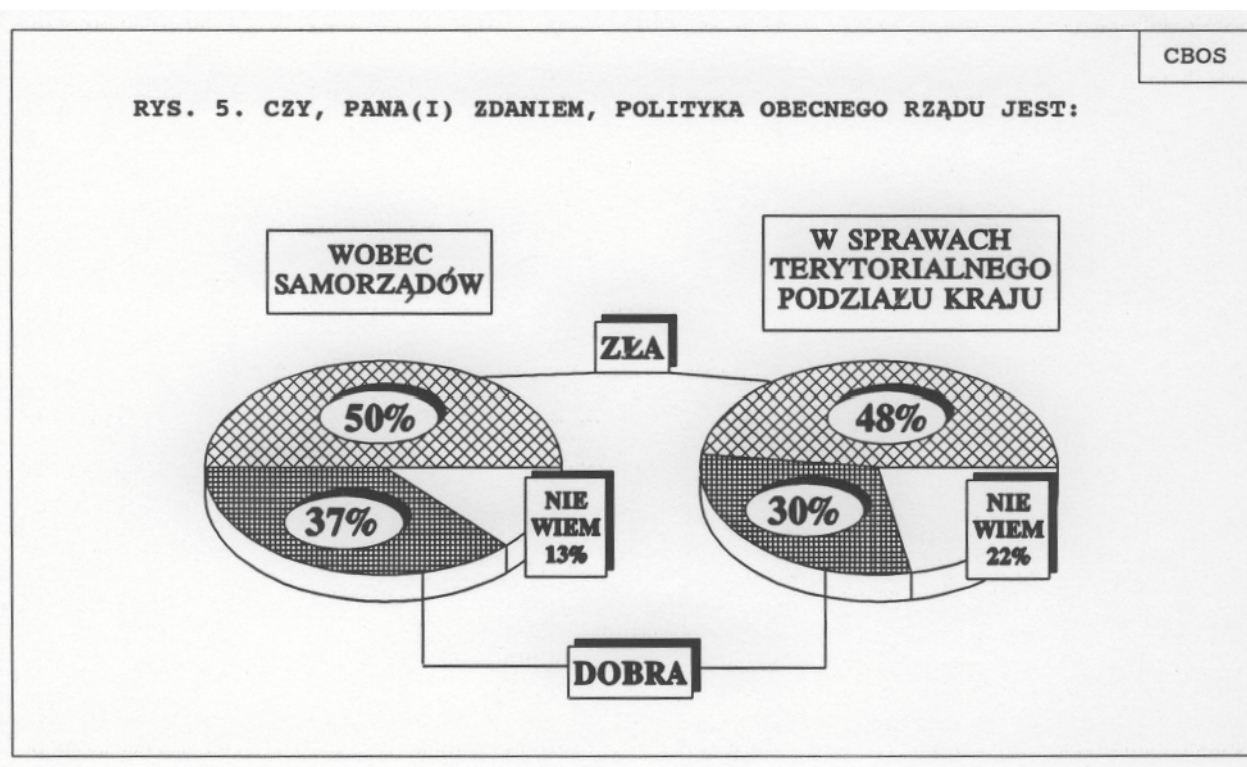 CBOS
RYS. 5. CZY, PANA(I) ZDANIEM, POLITYKA OBECNEGO RZĄDU JEST:
WOBEC
SAMORZĄDÓW
W SPRAWACH
TERYTORIALNEGO
PODZIAŁU KRAJU
ZŁA
50%
48%
37%
NIE
WIEM
13%
30%
NIE
WIEM
22%
DOBRA